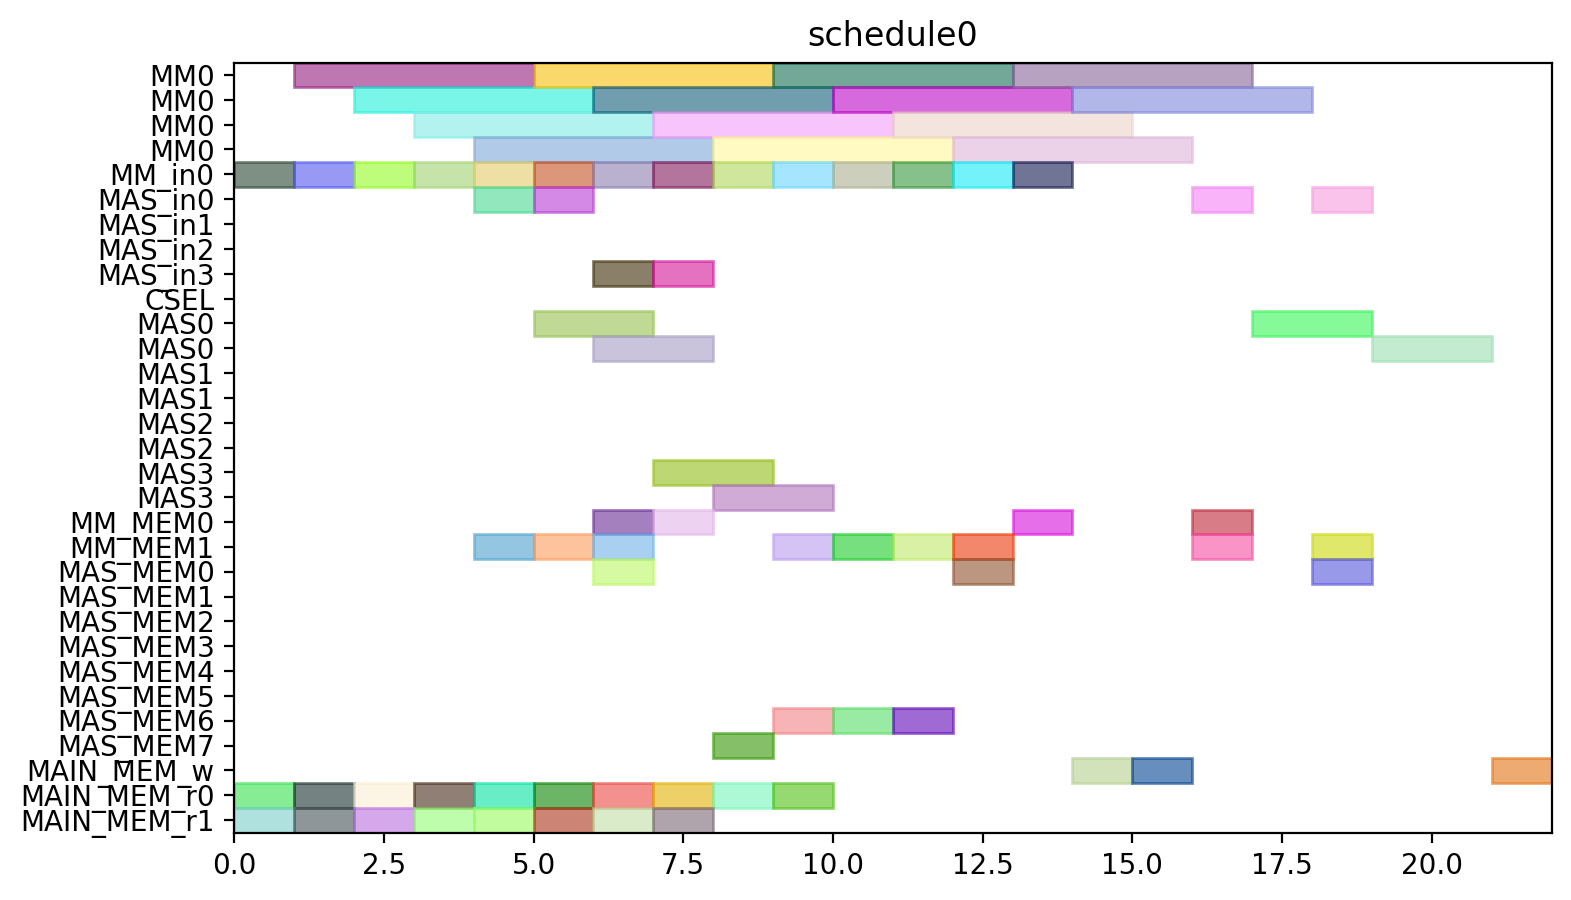 schedule0
MM0
MM0
MM0
MM0
MM_in0
MAS_in0
MAS_in1
MAS_in2
MAS_in3
CSEL
MAS0
MAS0
MAS1
MAS1
MAS2
MAS2
MAS3
MAS3
MM_MEM0
MM_MEM1
MAS_MEM0
MAS_MEM1
MAS_MEM2
MAS_MEM3
MAS_MEM4
MAS_MEM5
MAS_MEM6
MAS_MEM7
MAIN_MEM_w
MAIN_MEM_r0
MAIN_MEM_r1
0.0 2.5 5.0 7.5 10.0 12.5 15.0 17.5 20.0